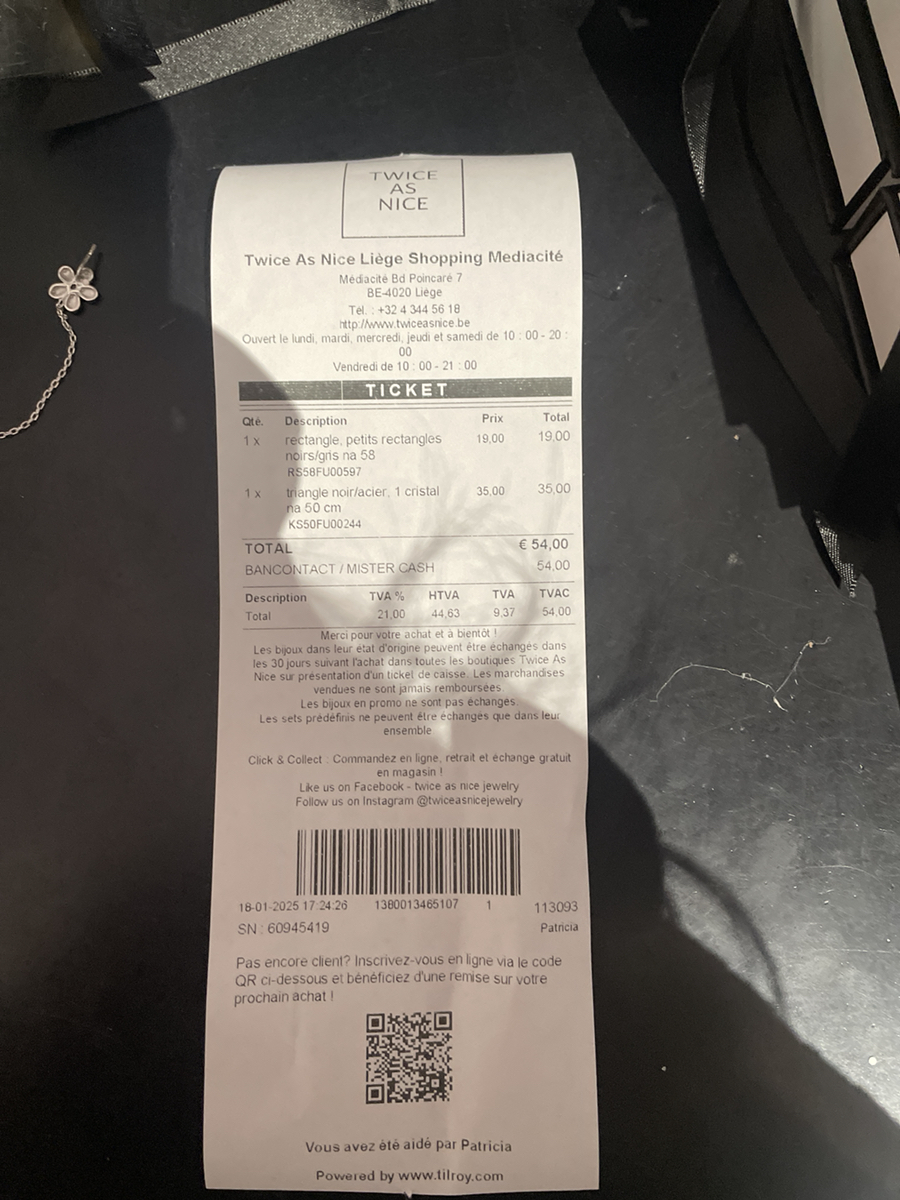 TWICE
AS
NICE
Twice As Nice Liège Shopping Mediacité
Médiacité Bd Poincaré 7
BE-4020 Liège
Tél. : +32 4 344 56 18
http://www.twiceasnice.be
Ouvert le lundi, mardi, mercredi, jeudi et samedi de 10 : 00 - 20 :
00
Vendredi de 10 : 00 - 21 : 00
TICKET
Qté. Description Prix Total
1 x rectangle, petits rectangles 19,00 19,00
noirs/gris na 58
RS58FU00597
1 x triangle noir/acier, 1 cristal 35,00 35,00
na 50 cm
KS50FU00244
TOTAL € 54,00
BANCONTACT / MISTER CASH 54,00
Description TVA % HTVA TVA TVAC
Total 21,00 44,63 9,37 54,00
Merci pour votre achat et à bientôt !
Les bijoux dans leur état d'origine peuvent être échangés dans
les 30 jours suivant l'achat dans toutes les boutiques Twice As
Nice sur présentation d'un ticket de caisse. Les marchandises
vendues ne sont jamais remboursées.
Les bijoux en promo ne sont pas échangés.
Les sets prédéfinis ne peuvent être échangés que dans leur
ensemble
Click & Collect : Commandez en ligne, retrait et échange gratuit
en magasin !
Like us on Facebook - twice as nice jewelry
Follow us on Instagram @twiceasnicejewelry
18-01-2025 17:24:26 1380013465107 1 113093
SN : 60945419 Patricia
Pas encore client? Inscrivez-vous en ligne via le code
QR ci-dessous et bénéficiez d'une remise sur votre
prochain achat !
Vous avez été aidé par Patricia
Powered by www.tilroy.com